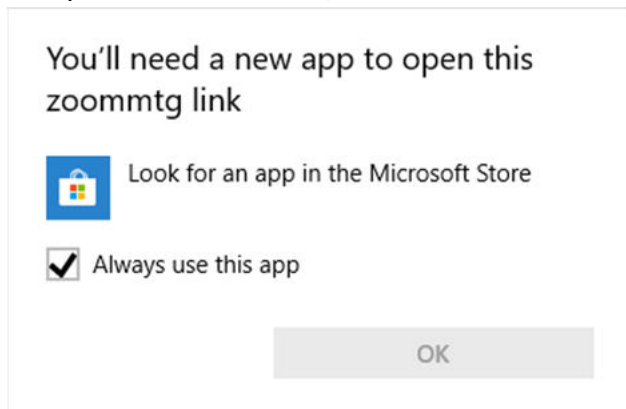 You’ll need a new app to open this
zoommtg link
Look for an app in the Microsoft Store
Always use this app
OK